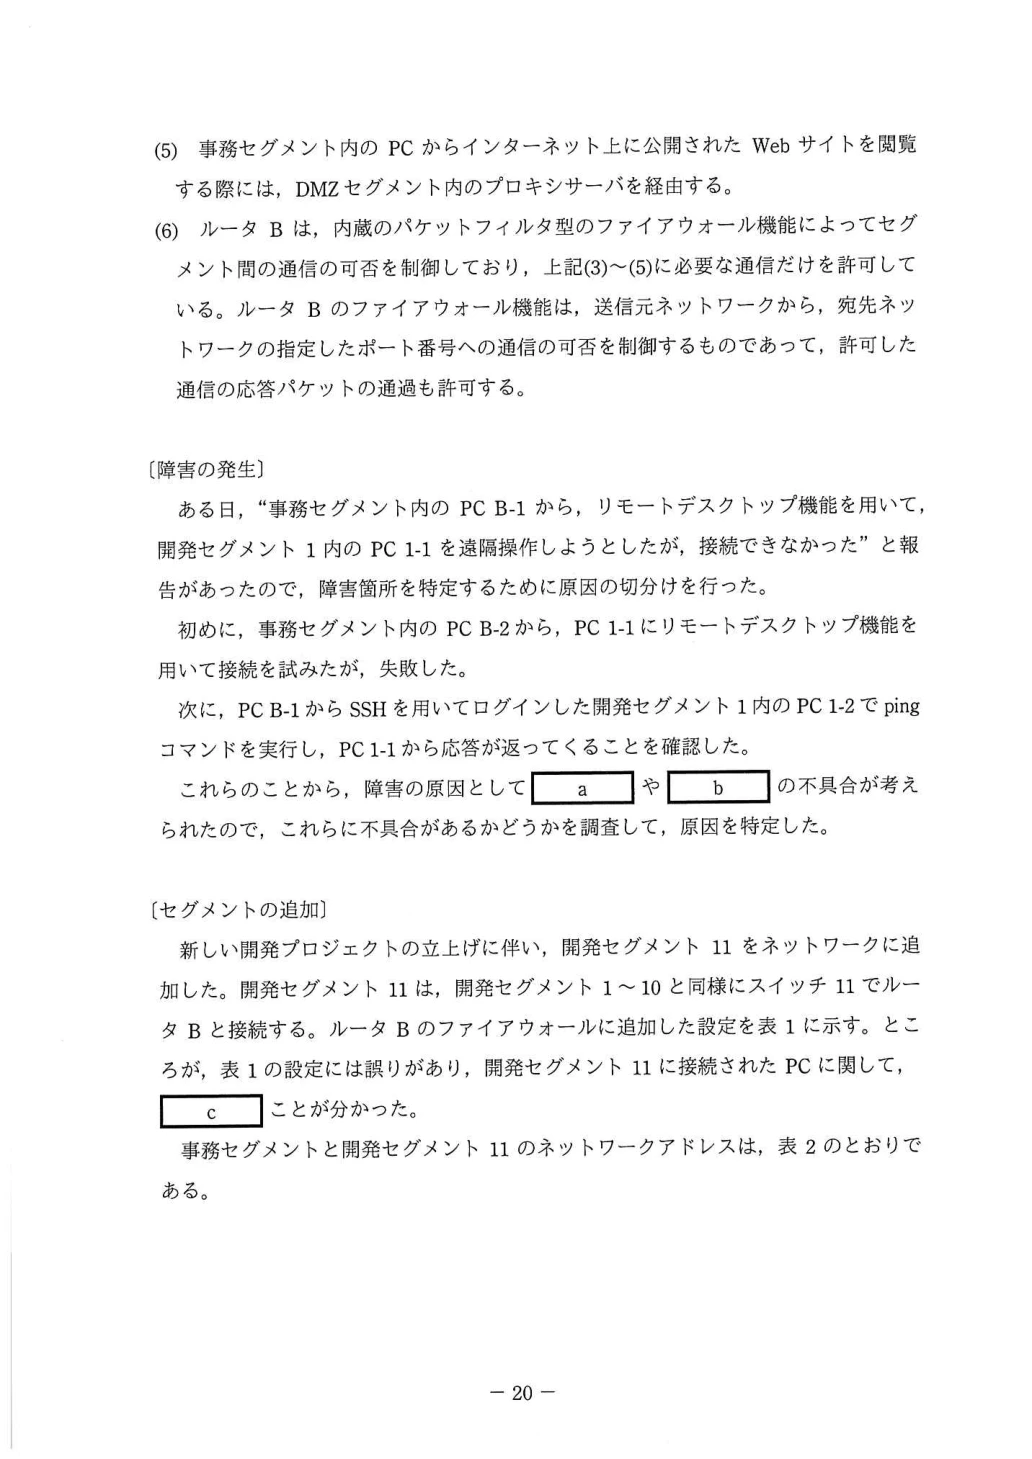 (5) 事務セグメント内の PC からインターネット上に公開された Web サイトを閲覧
する際には，DMZ セグメント内のプロキシサーバを経由する。
(6) ルータ B は，内蔵のパケットフィルタ型のファイアウォール機能によってセグ
メント間の通信の可否を制御しており，上記(3)～(5)に必要な通信だけを許可して
いる。ルータ B のファイアウォール機能は，送信元ネットワークから，宛先ネッ
トワークの指定したポート番号への通信の可否を制御するものであって，許可した
通信の応答パケットの通過も許可する。
〔障害の発生〕
ある日，“事務セグメント内の PC B-1 から，リモートデスクトップ機能を用いて，
開発セグメント 1 内の PC 1-1 を遠隔操作しようとしたが，接続できなかった”と報
告があったので，障害箇所を特定するために原因の切分けを行った。
初めに，事務セグメント内の PC B-2 から，PC 1-1 にリモートデスクトップ機能を
用いて接続を試みたが，失敗した。
次に，PC B-1 から SSH を用いてログインした開発セグメント 1 内の PC 1-2 で ping
コマンドを実行し，PC 1-1 から応答が返ってくることを確認した。
これらのことから，障害の原因として a や b の不具合が考え
られたので，これらに不具合があるかどうかを調査して，原因を特定した。
〔セグメントの追加〕
新しい開発プロジェクトの立上げに伴い，開発セグメント 11 をネットワークに追
加した。開発セグメント 11 は，開発セグメント 1～10 と同様にスイッチ 11 でルー
タ B と接続する。ルータ B のファイアウォールに追加した設定を表 1 に示す。とこ
ろが，表 1 の設定には誤りがあり，開発セグメント 11 に接続された PC に関して，
c ことが分かった。
事務セグメントと開発セグメント 11 のネットワークアドレスは，表 2 のとおりで
ある。
－ 20 －